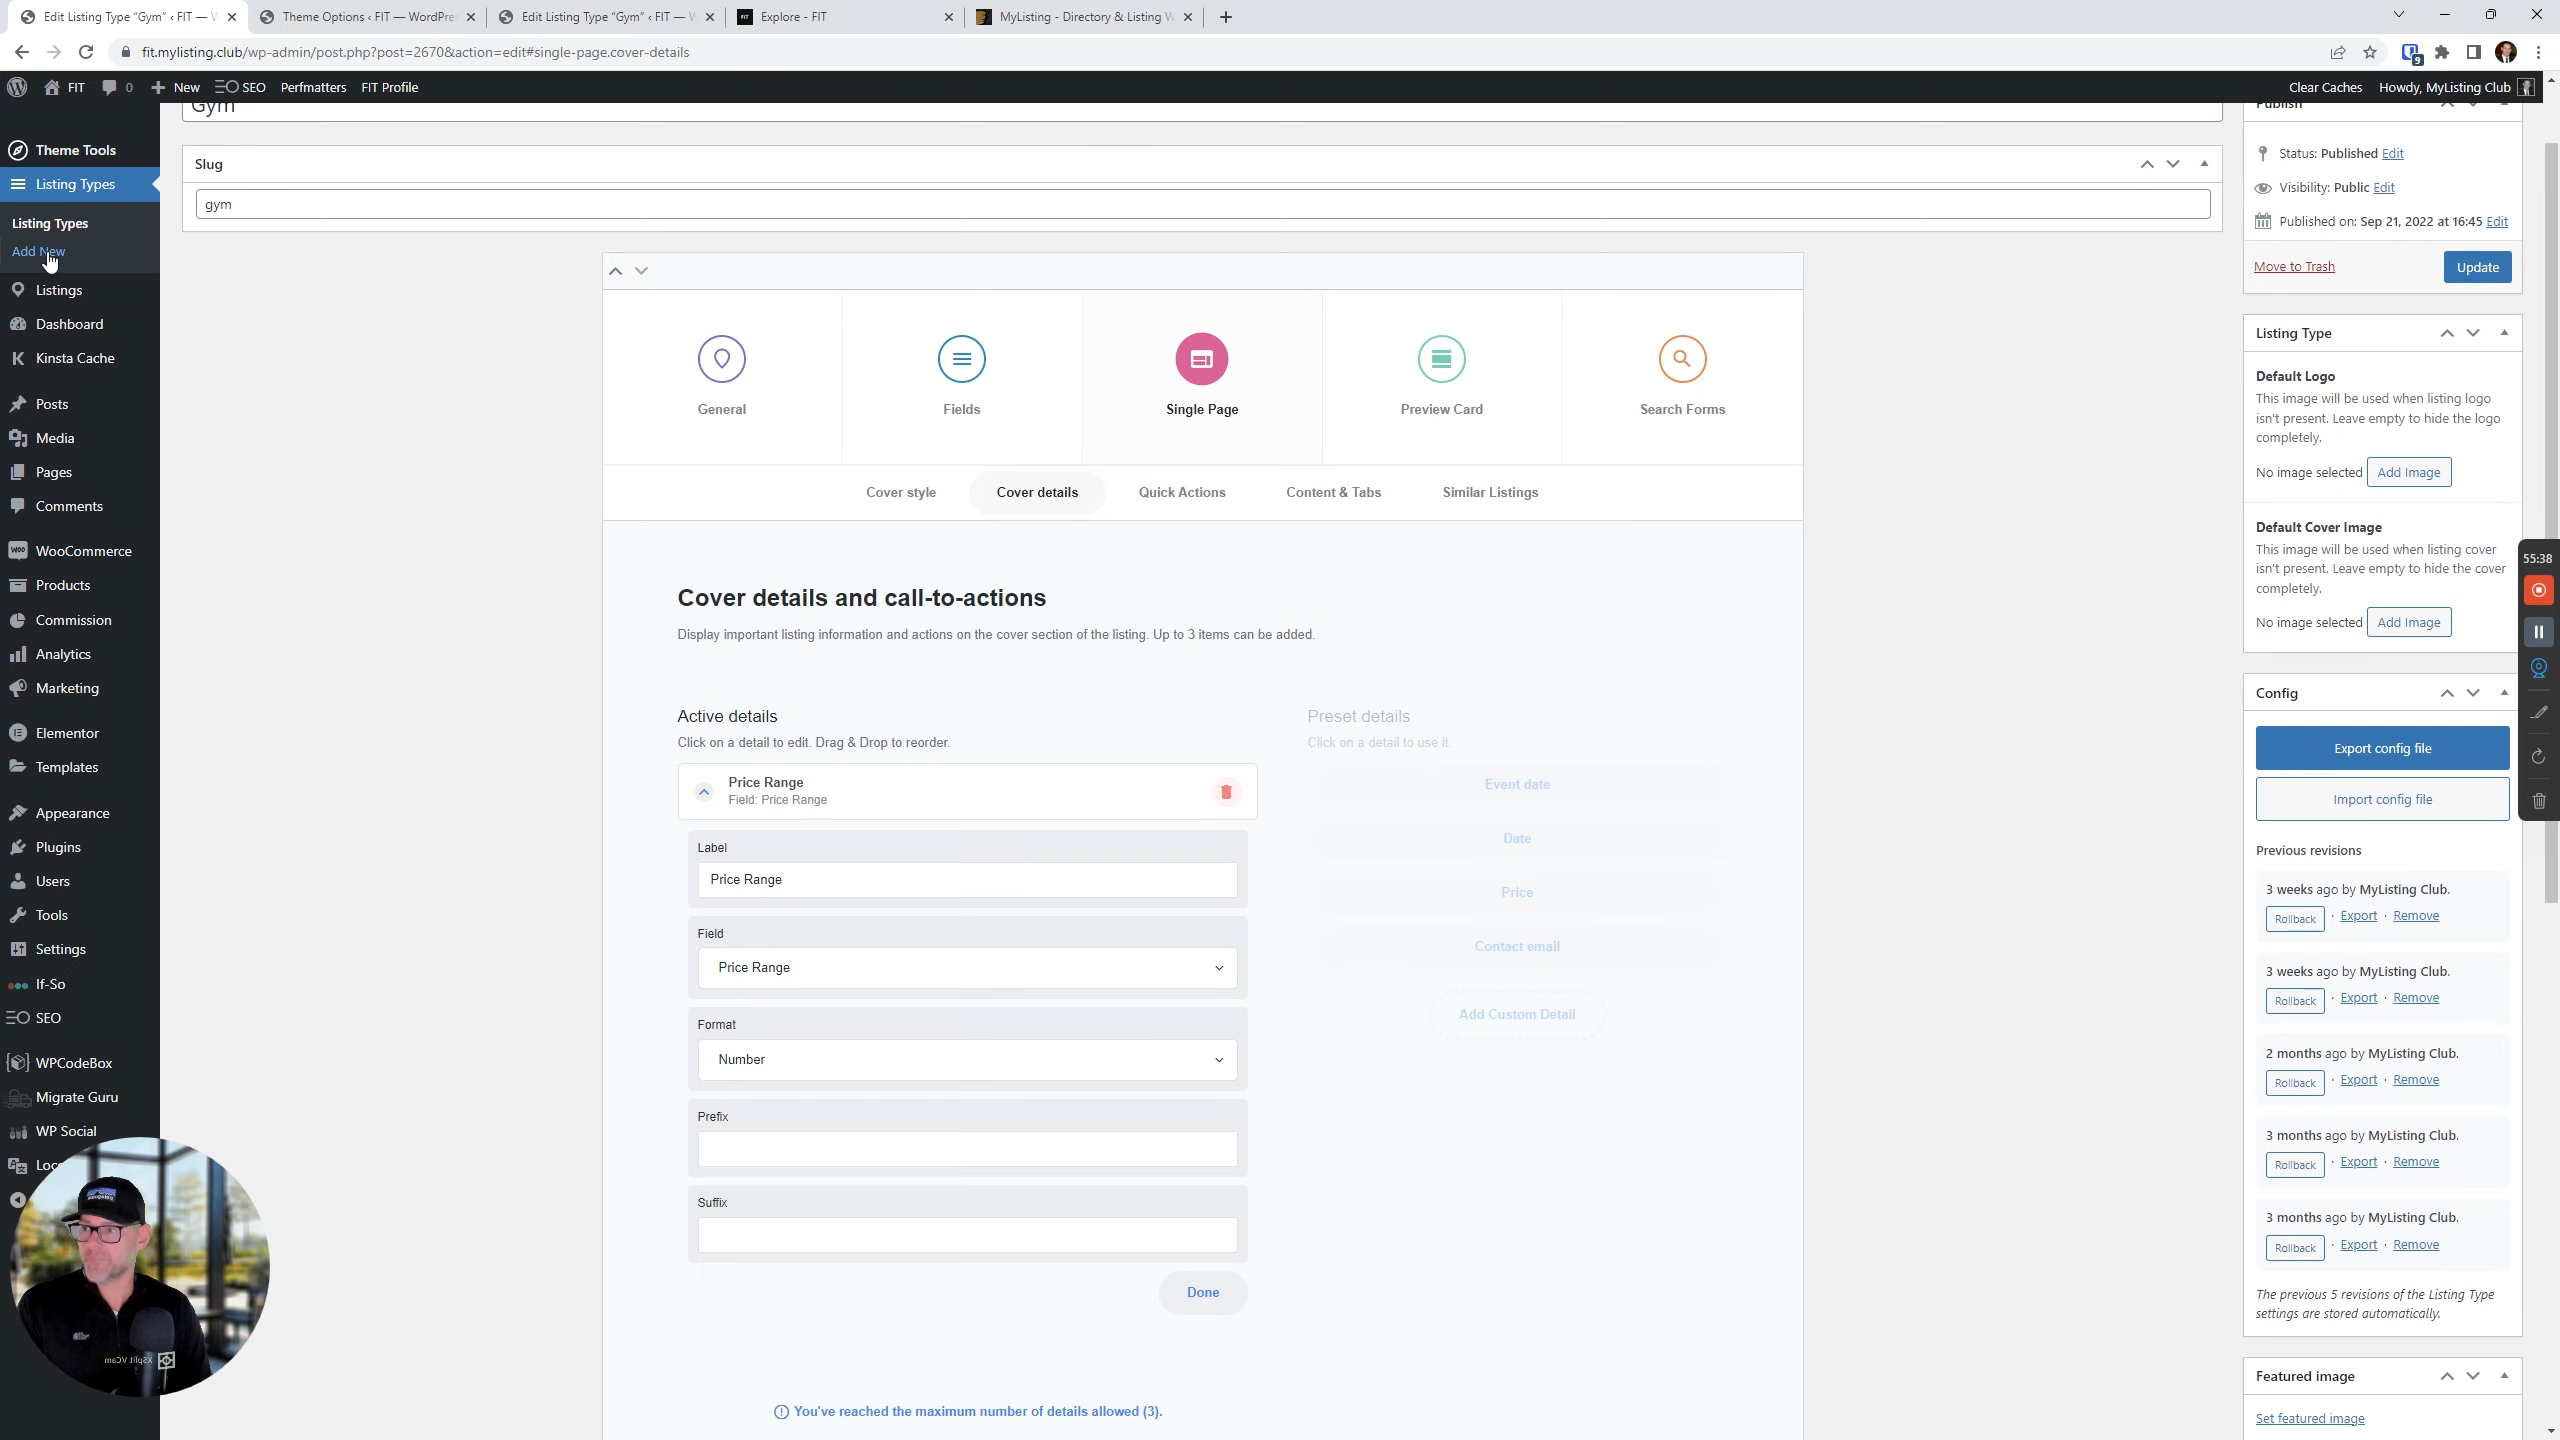 Edit Listing Type "Gym" ‹ FIT — W
Theme Options ‹ FIT — WordPres
Edit Listing Type "Gym" ‹ FIT — W
Explore - FIT
MyListing - Directory & Listing W
fit.mylisting.club/wp-admin/post.php?post=2670&action=edit#single-page.cover-details
9
FIT
0
New
SEO
Perfmatters
FIT Profile
Clear Caches
Howdy, MyListing Club
Theme Tools
Listing Types
Listing Types
Add New
Listings
Dashboard
Kinsta Cache
Posts
Media
Pages
Comments
WooCommerce
Products
Commission
Analytics
Marketing
Elementor
Templates
Appearance
Plugins
Users
Tools
Settings
If-So
SEO
WPCodeBox
Migrate Guru
WP Social
Gym
Slug
gym
General
Fields
Single Page
Preview Card
Search Forms
Cover style
Cover details
Quick Actions
Content & Tabs
Similar Listings
Cover details and call-to-actions
Display important listing information and actions on the cover section of the listing. Up to 3 items can be added.
Active details
Click on a detail to edit. Drag & Drop to reorder.
Price Range
Field: Price Range
Label
Price Range
Field
Price Range
Format
Number
Prefix
Suffix
Done
You've reached the maximum number of details allowed (3).
Preset details
Click on a detail to use it.
Event date
Date
Price
Contact email
Add Custom Detail
Publish
Status: Published Edit
Visibility: Public Edit
Published on: Sep 21, 2022 at 16:45 Edit
Move to Trash
Update
Listing Type
Default Logo
This image will be used when listing logo
isn't present. Leave empty to hide the logo
completely.
No image selected
Add Image
Default Cover Image
This image will be used when listing cover
isn't present. Leave empty to hide the cover
completely.
No image selected
Add Image
55:38
Config
Export config file
Import config file
Previous revisions
3 weeks ago by MyListing Club.
Rollback · Export · Remove
3 weeks ago by MyListing Club.
Rollback · Export · Remove
2 months ago by MyListing Club.
Rollback · Export · Remove
3 months ago by MyListing Club.
Rollback · Export · Remove
3 months ago by MyListing Club.
Rollback · Export · Remove
The previous 5 revisions of the Listing Type
settings are stored automatically.
Featured image
Set featured image
XSplit VCam